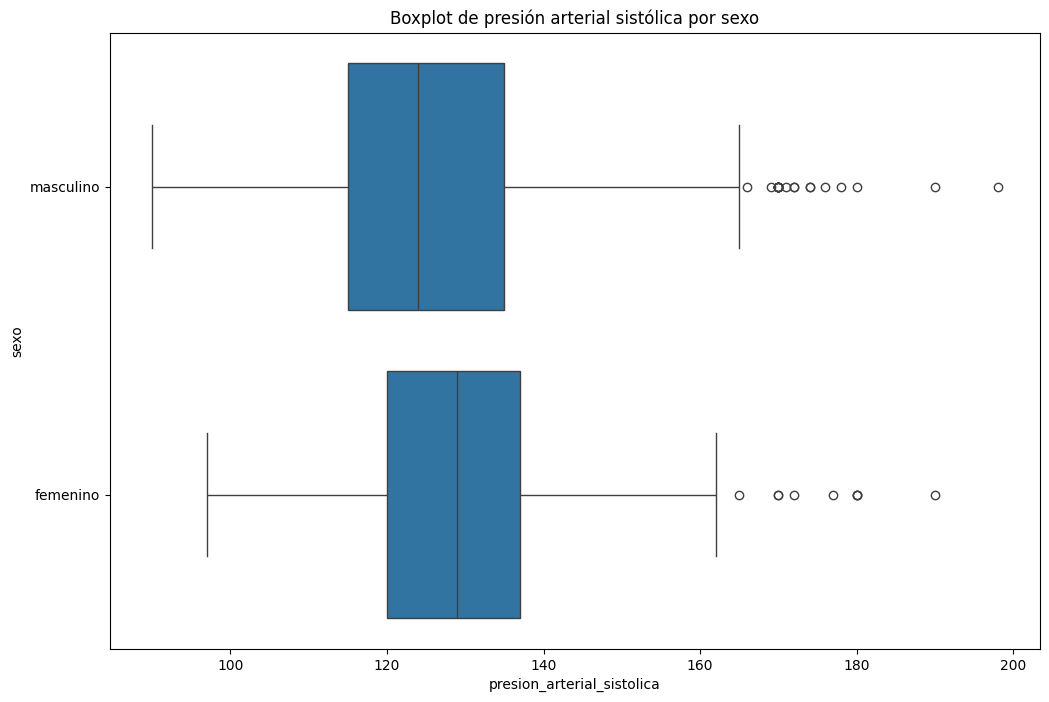 Boxplot de presión arterial sistólica por sexo
masculino
femenino
sexo
100 120 140 160 180 200
presion_arterial_sistolica